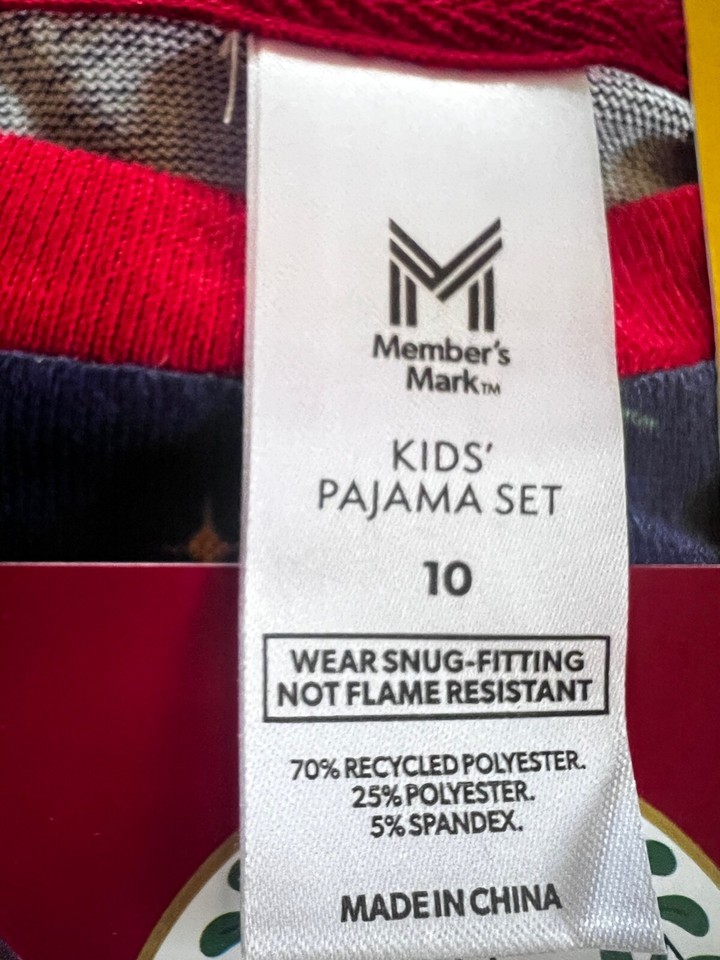 Member's
Mark™
KIDS'
PAJAMA SET
10
WEAR SNUG-FITTING
NOT FLAME RESISTANT
70% RECYCLED POLYESTER.
25% POLYESTER.
5% SPANDEX.
MADE IN CHINA